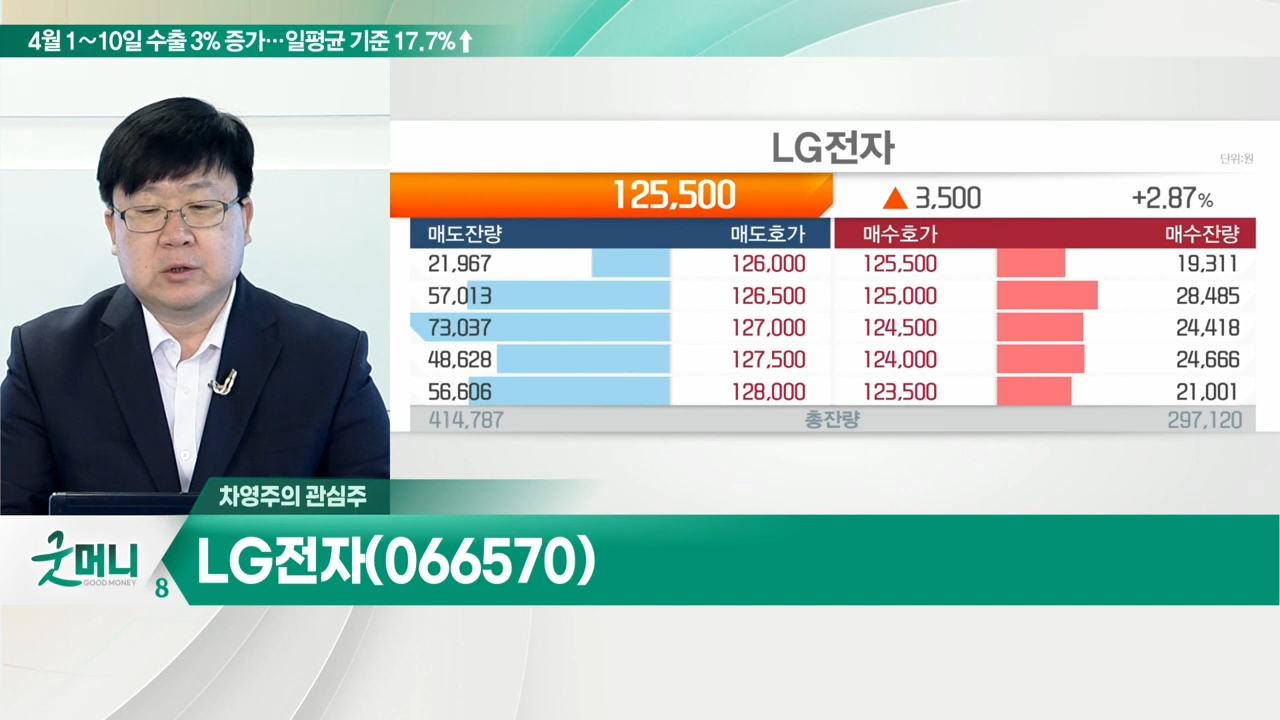 4월 1~10일 수출 3% 증가…일평균 기준 17.7%⬆
LG전자
단위:원
125,500 ▲ 3,500 +2.87%
매도잔량 매도호가 매수호가 매수잔량
21,967 126,000 125,500 19,311
57,013 126,500 125,000 28,485
73,037 127,000 124,500 24,418
48,628 127,500 124,000 24,666
56,606 128,000 123,500 21,001
414,787 총잔량 297,120
차영주의 관심주
굿머니
GOOD MONEY
8
LG전자(066570)